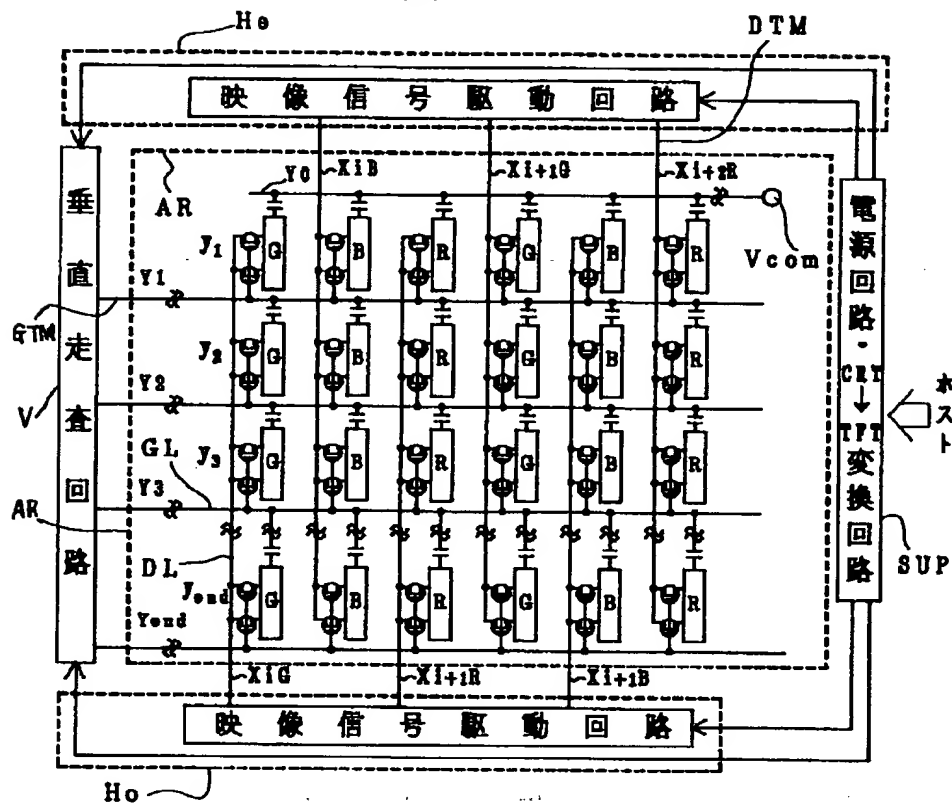 He
DTM
映像信号駆動回路
AR
Y0
XiB
Xi+1G
Xi+2R
Vcom
垂直走査回路
電源回路・CRT→TFT変換回路
ホスト
y1
G B R G B R
Y1
GTM
y2
G B R G B R
Y2
V
GL
y3
G B R G B R
Y3
AR
DL
SUP
yend
G B R G B R
Yend
XiG
Xi+1R
Xi+1B
映像信号駆動回路
Ho